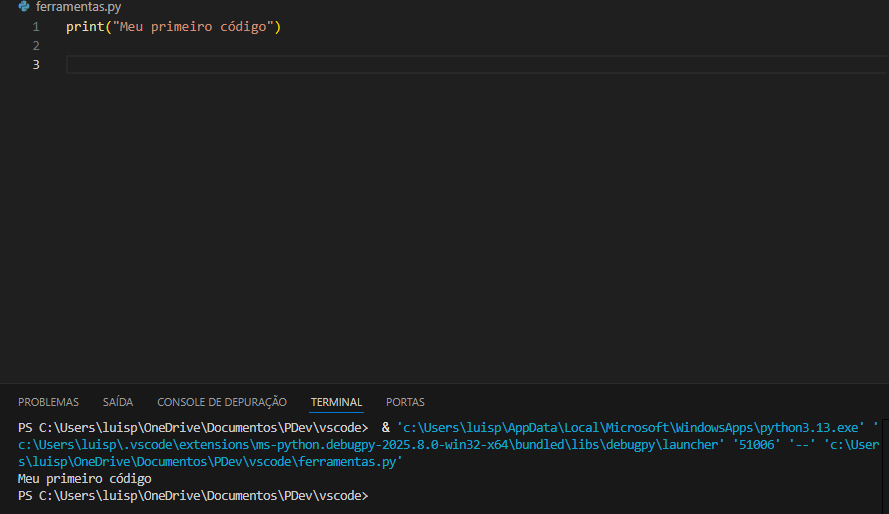 ferramentas.py
1 print("Meu primeiro código")
2
3
PROBLEMAS SAÍDA CONSOLE DE DEPURAÇÃO TERMINAL PORTAS
PS C:\Users\luisp\OneDrive\Documentos\PDev\vscode>  & 'c:\Users\luisp\AppData\Local\Microsoft\WindowsApps\python3.13.exe' '
c:\Users\luisp\.vscode\extensions\ms-python.debugpy-2025.8.0-win32-x64\bundled\libs\debugpy\launcher' '51006' '--' 'c:\User
s\luisp\OneDrive\Documentos\PDev\vscode\ferramentas.py'
Meu primeiro código
PS C:\Users\luisp\OneDrive\Documentos\PDev\vscode>